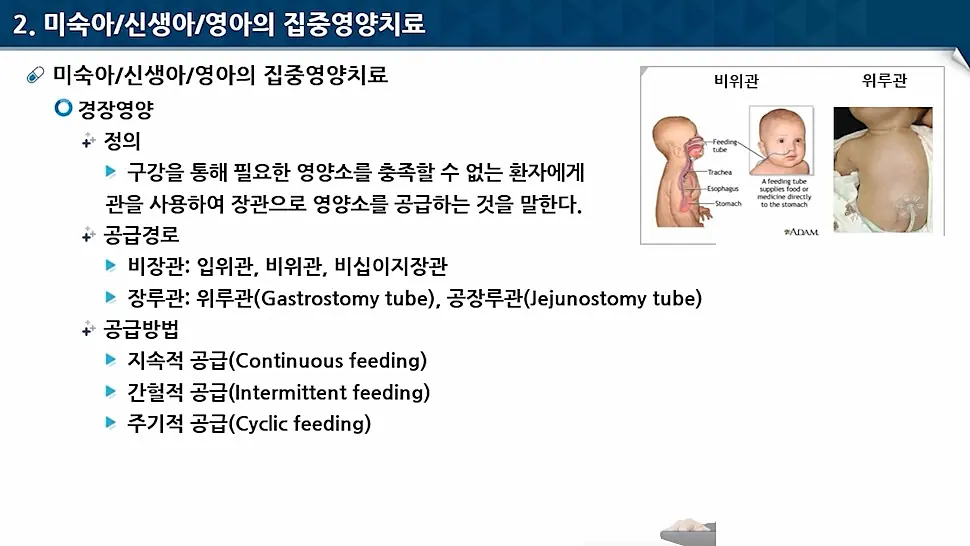 2. 미숙아/신생아/영아의 집중영양치료
미숙아/신생아/영아의 집중영양치료
경장영양
정의
구강을 통해 필요한 영양소를 충족할 수 없는 환자에게
관을 사용하여 장관으로 영양소를 공급하는 것을 말한다.
공급경로
비장관: 입위관, 비위관, 비십이지장관
장루관: 위루관(Gastrostomy tube), 공장루관(Jejunostomy tube)
공급방법
지속적 공급(Continuous feeding)
간헐적 공급(Intermittent feeding)
주기적 공급(Cyclic feeding)
비위관
위루관
Feeding
tube
Trachea
Esophagus
Stomach
A feeding tube
supplies food or
medicine directly
to the stomach
ADAM.